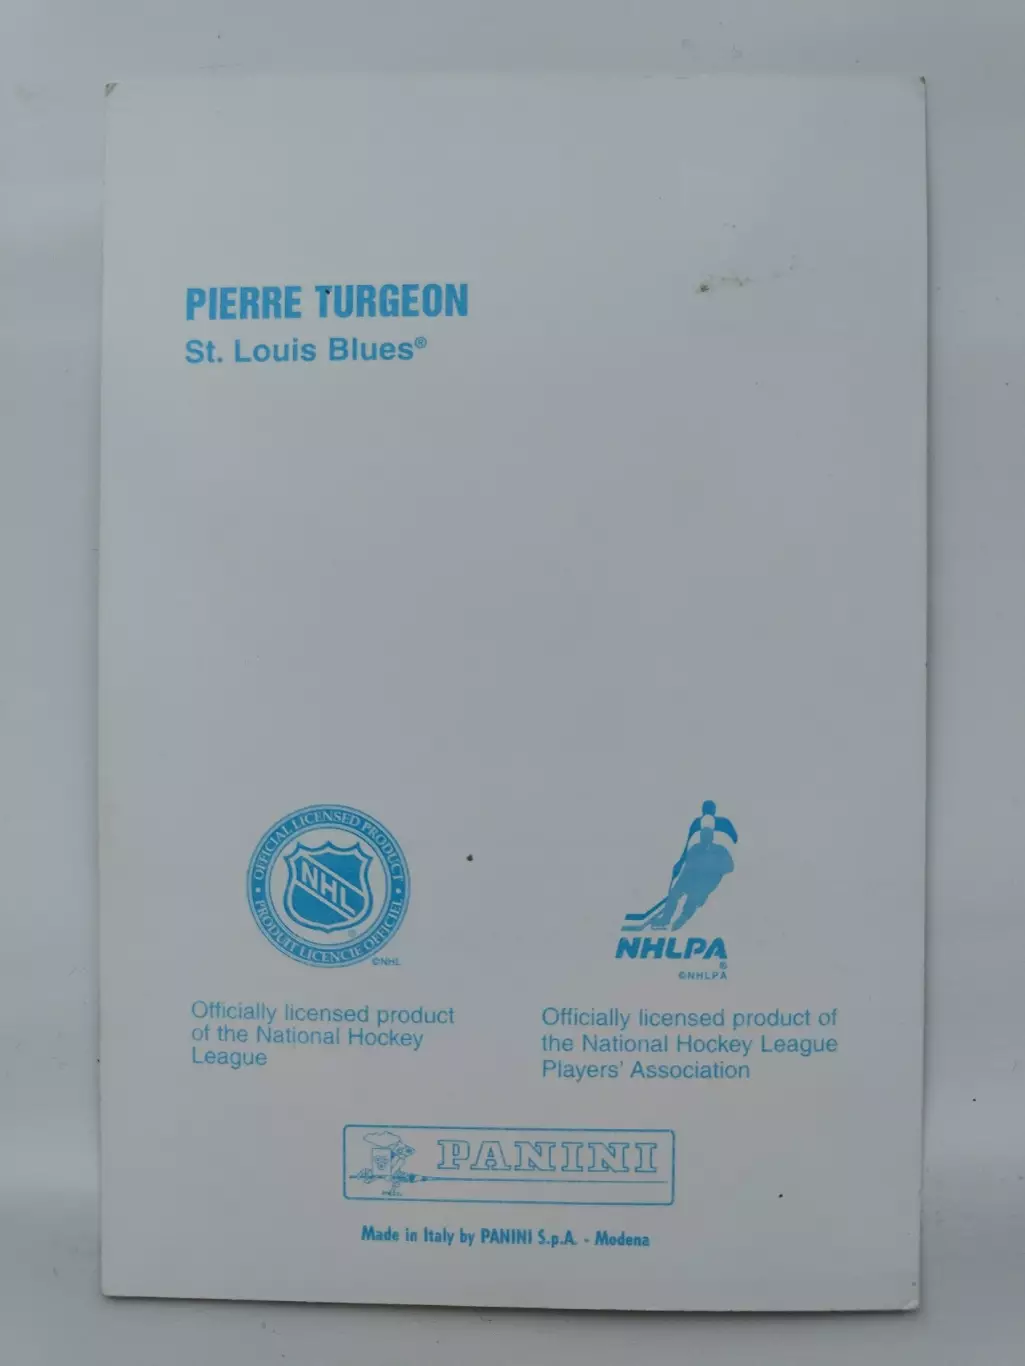 PIERRE TURGEON
St. Louis Blues®
• OFFICIAL LICENSED PRODUCT •
NHL
®
PRODUIT LICENCIE OFFICIEL
©NHL
NHLPA
®
©NHLPA
Officially licensed product
of the National Hockey
League
Officially licensed product of
the National Hockey League
Players' Association
PANINI
Made in Italy by PANINI S.p.A. - Modena